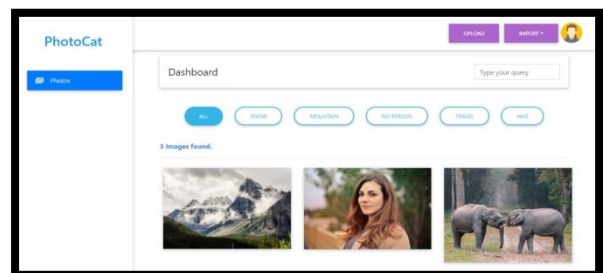 PhotoCat
UPLOAD
IMPORT
Photos
Dashboard
Type your query
ALL
SNOW
MOUNTAIN
NO PERSON
TRAVEL
HIKE
3 Images found.